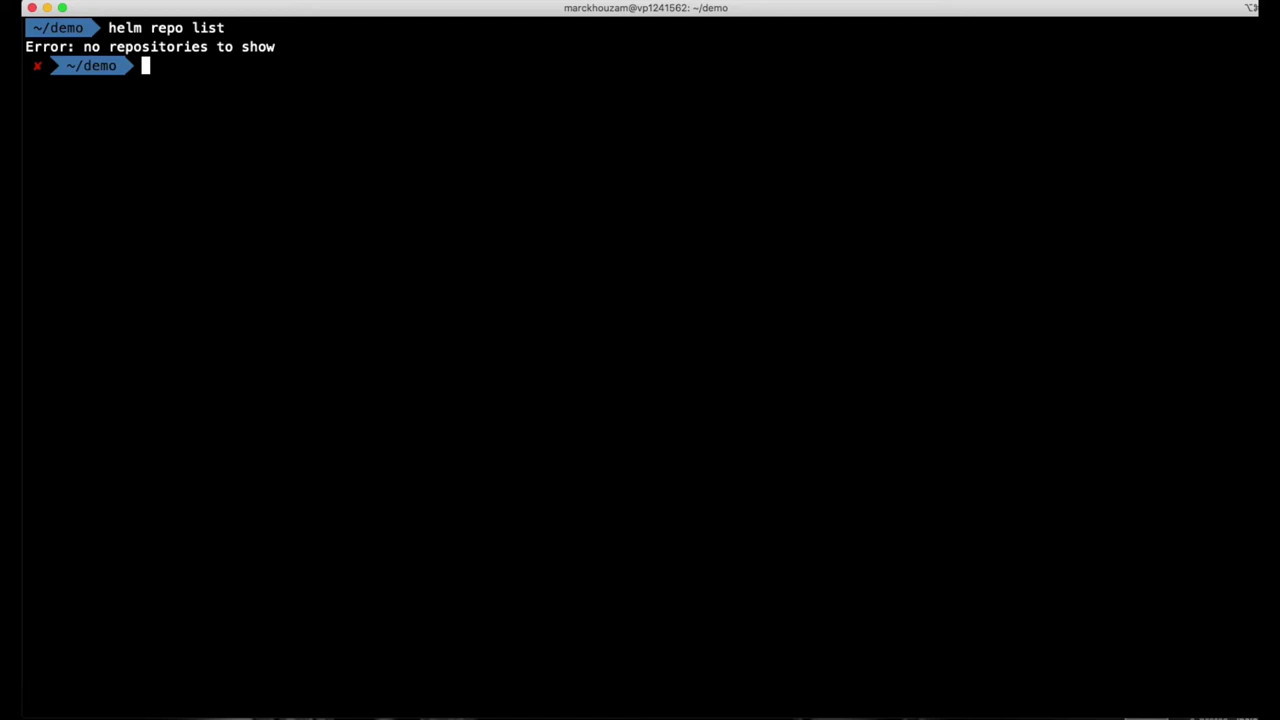 marckhouzam@vp1241562: ~/demo ⌥⌘
~/demo helm repo list
Error: no repositories to show
✘ ~/demo